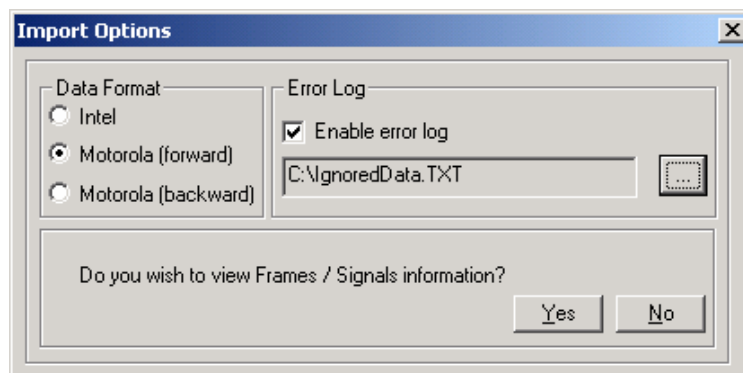 Import Options
Data Format
Intel
Motorola (forward)
Motorola (backward)
Error Log
Enable error log
C:\IgnoredData.TXT
...
Do you wish to view Frames / Signals information?
Yes No